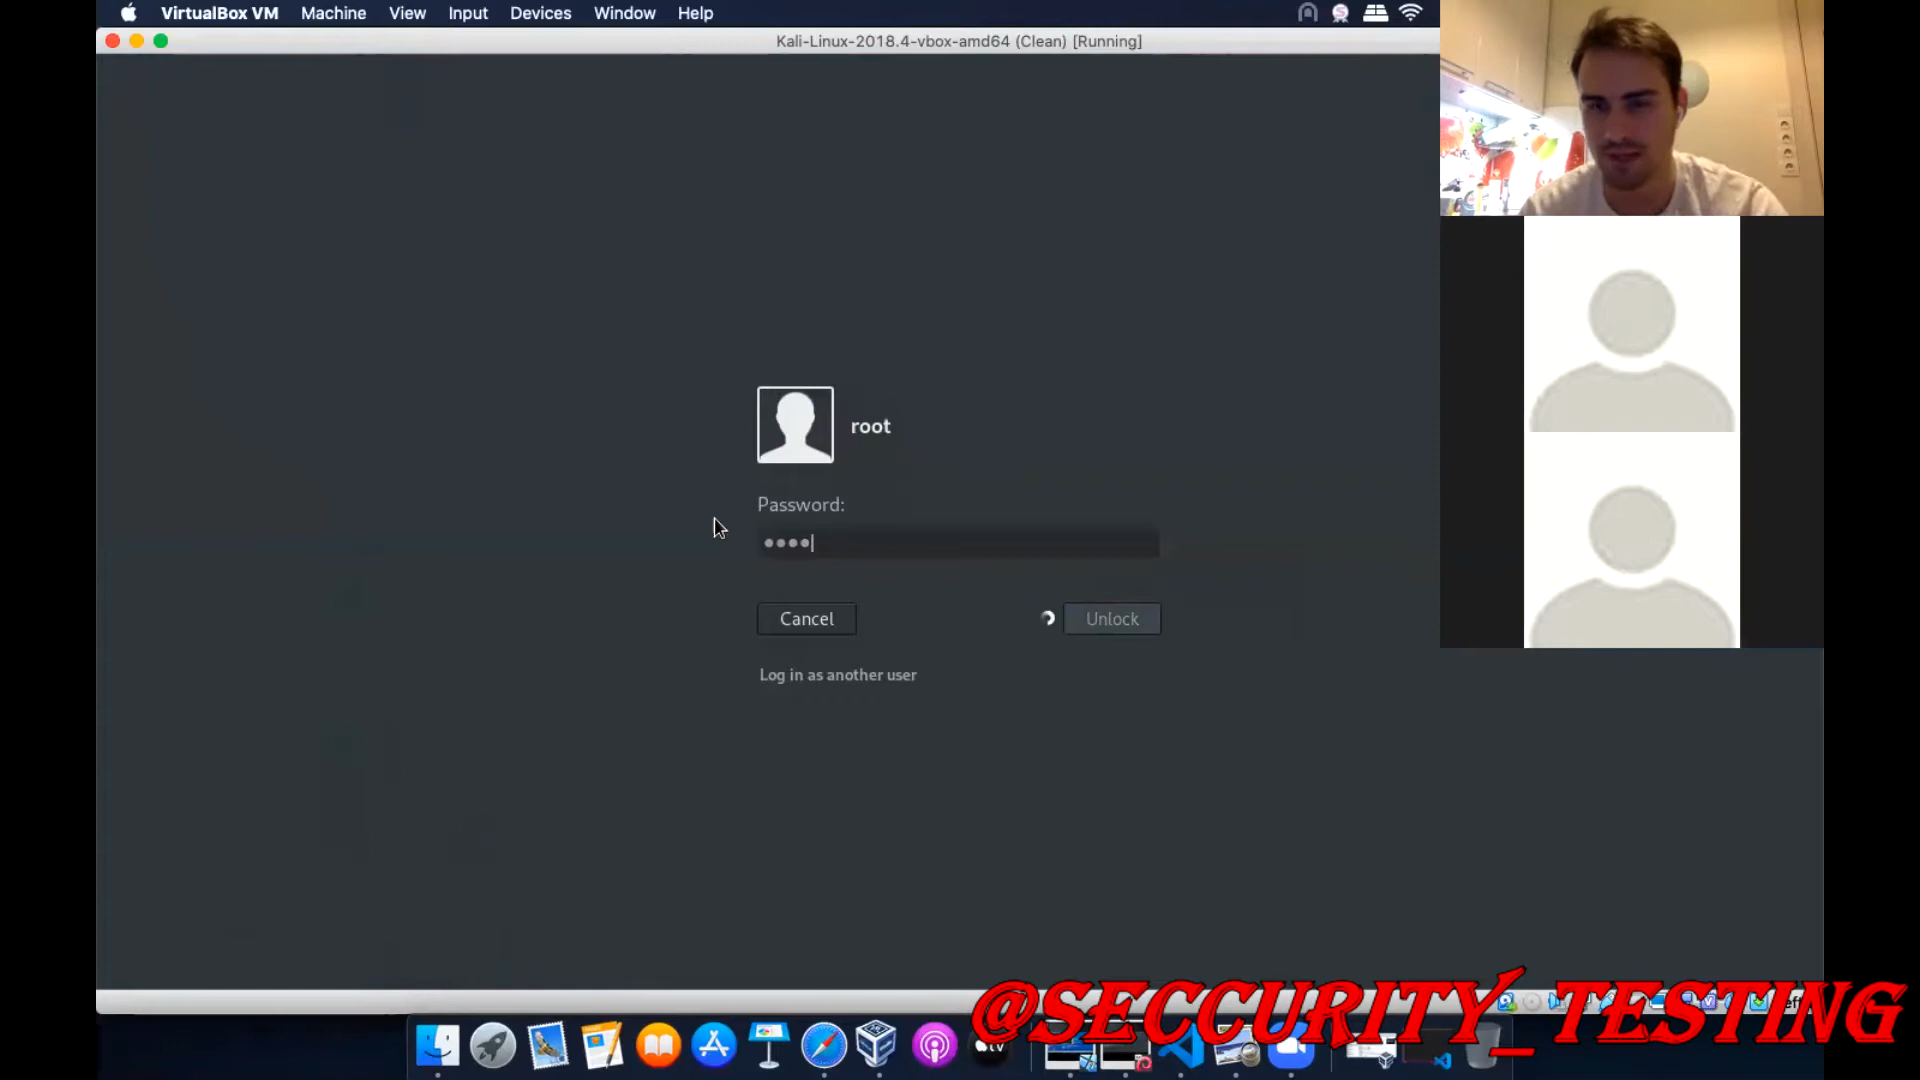 VirtualBox VM Machine View Input Devices Window Help
Kali-Linux-2018.4-vbox-amd64 (Clean) [Running]
root
Password:
Cancel
Unlock
Log in as another user
@SECCURITY_TESTING
tv